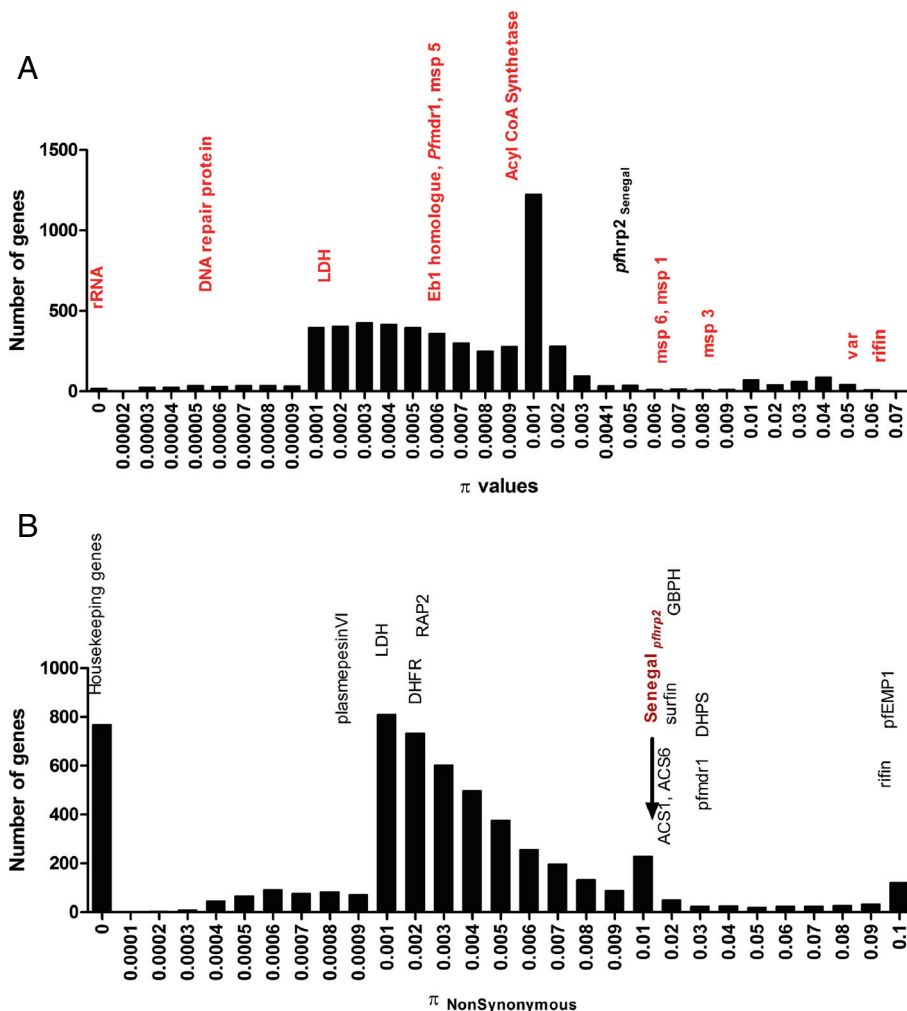 A
Number of genes
1500
1000
500
0
rRNA
DNA repair protein
LDH
Eb1 homologue, Pfmdr1, msp 5
Acyl CoA Synthetase
pfhrp2 Senegal
msp 6, msp 1
msp 3
var
rifin
0
0.00002
0.00003
0.00004
0.00005
0.00006
0.00007
0.00008
0.00009
0.0001
0.0002
0.0003
0.0004
0.0005
0.0006
0.0007
0.0008
0.0009
0.001
0.002
0.003
0.0041
0.005
0.006
0.007
0.008
0.009
0.01
0.02
0.03
0.04
0.05
0.06
0.07
π values
B
Number of genes
1000
800
600
400
200
0
Housekeeping genes
plasmepesinVI
LDH
DHFR
RAP2
Senegal pfhrp2
ACS1, ACS6
surfin
GBPH
pfmdr1
DHPS
rifin
pfEMP1
0
0.0001
0.0002
0.0003
0.0004
0.0005
0.0006
0.0007
0.0008
0.0009
0.0001
0.0002
0.0003
0.0004
0.0005
0.0006
0.0007
0.0008
0.0009
0.01
0.02
0.03
0.04
0.05
0.06
0.07
0.08
0.09
0.1
π NonSynonymous